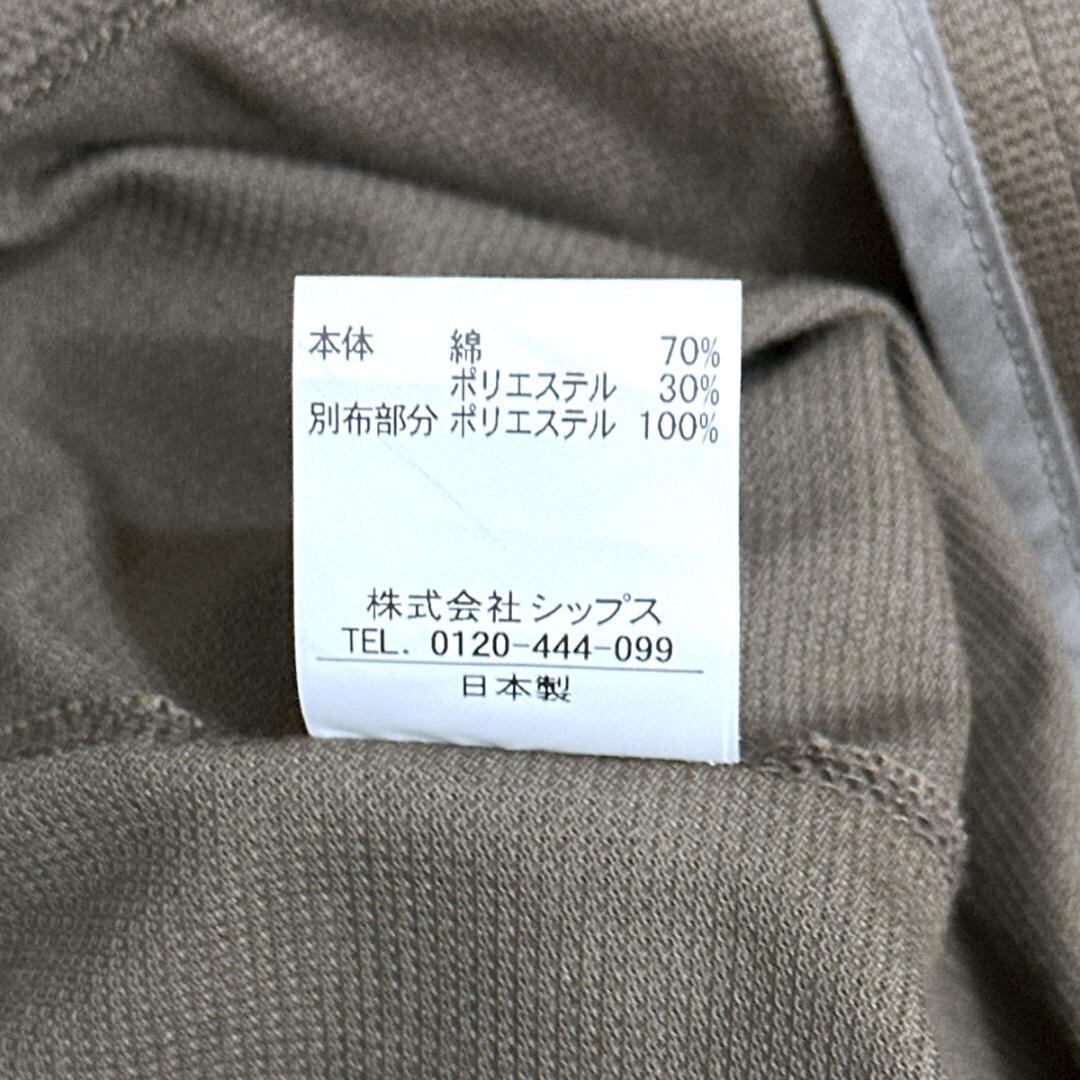 本体 綿 70%
ポリエステル 30%
別布部分 ポリエステル 100%
株式会社 シップス
TEL. 0120-444-099
日本製